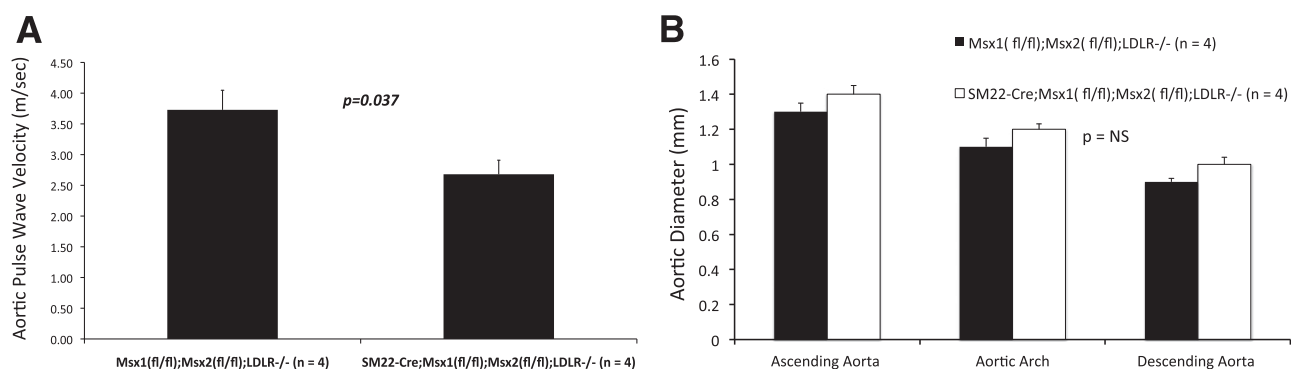 A
Aortic Pulse Wave Velocity (m/sec)
4.50
4.00
3.50
3.00
2.50
2.00
1.50
1.00
0.50
0.00
p=0.037
Msx1(fl/fl);Msx2(fl/fl);LDLR-/- (n = 4)
SM22-Cre;Msx1(fl/fl);Msx2(fl/fl);LDLR-/- (n = 4)
B
Aortic Diameter (mm)
1.6
1.4
1.2
1
0.8
0.6
0.4
0.2
0
Msx1( fl/fl);Msx2( fl/fl);LDLR-/- (n = 4)
SM22-Cre;Msx1( fl/fl);Msx2( fl/fl);LDLR-/- (n = 4)
p = NS
Ascending Aorta
Aortic Arch
Descending Aorta